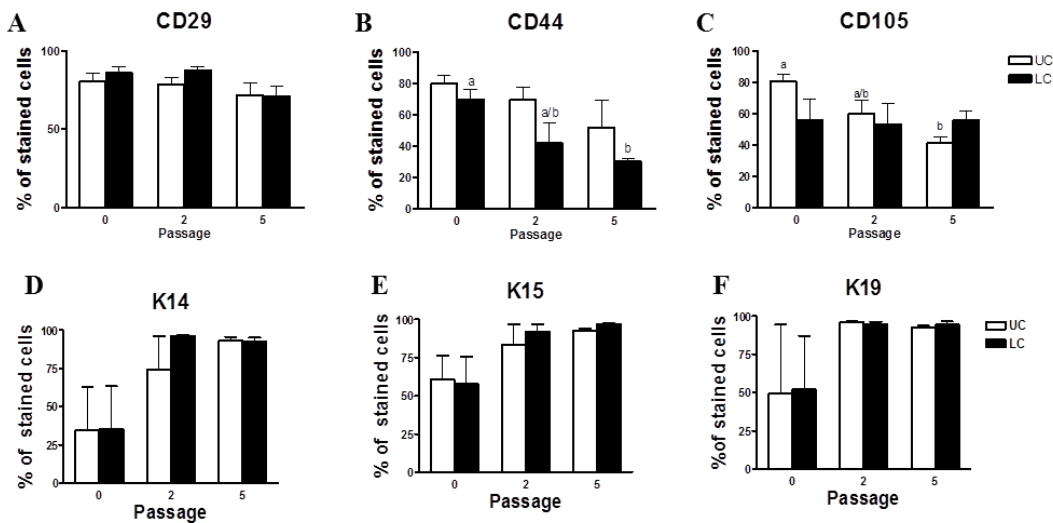 A CD29
% of stained cells
100
50
0
0 2 5
Passage
B CD44
% of stained cells
100
80
60
40
20
0
a
a/b
b
0 2 5
Passage
C CD105
% of stained cells
100
80
60
40
20
0
a
a/b
b
0 2 5
Passage
UC
LC
D K14
% of stained cells
100
75
50
25
0
0 2 5
Passage
E K15
% of stained cells
100
75
50
25
0
0 2 5
Passage
F K19
%of stained cells
100
75
50
25
0
0 2 5
Passage
UC
LC